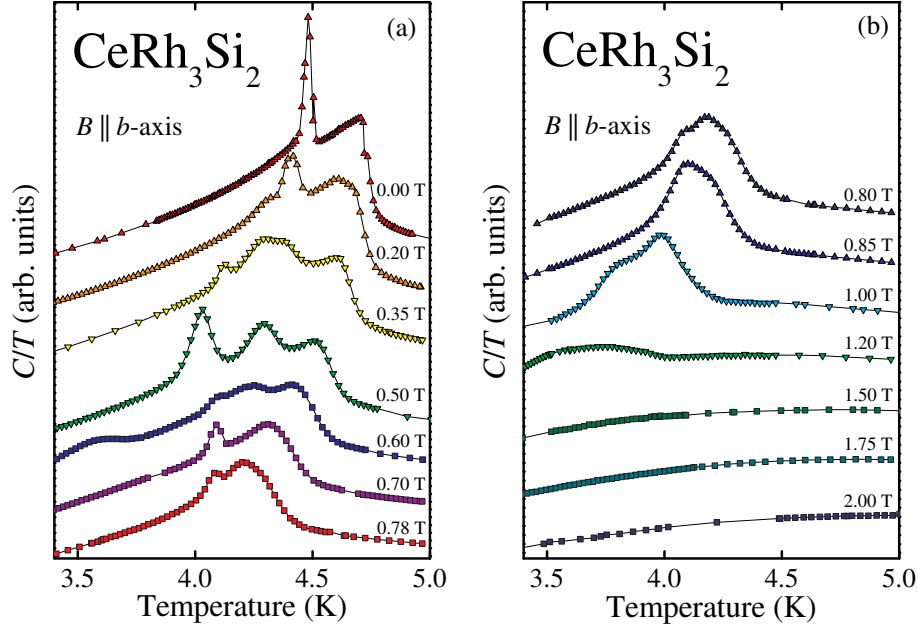 (a)
CeRh3Si2
B || b-axis
0.00 T
0.20 T
0.35 T
0.50 T
0.60 T
0.70 T
0.78 T
C/T (arb. units)
3.5 4.0 4.5 5.0
Temperature (K)
(b)
CeRh3Si2
B || b-axis
0.80 T
0.85 T
1.00 T
1.20 T
1.50 T
1.75 T
2.00 T
C/T (arb. units)
3.5 4.0 4.5 5.0
Temperature (K)